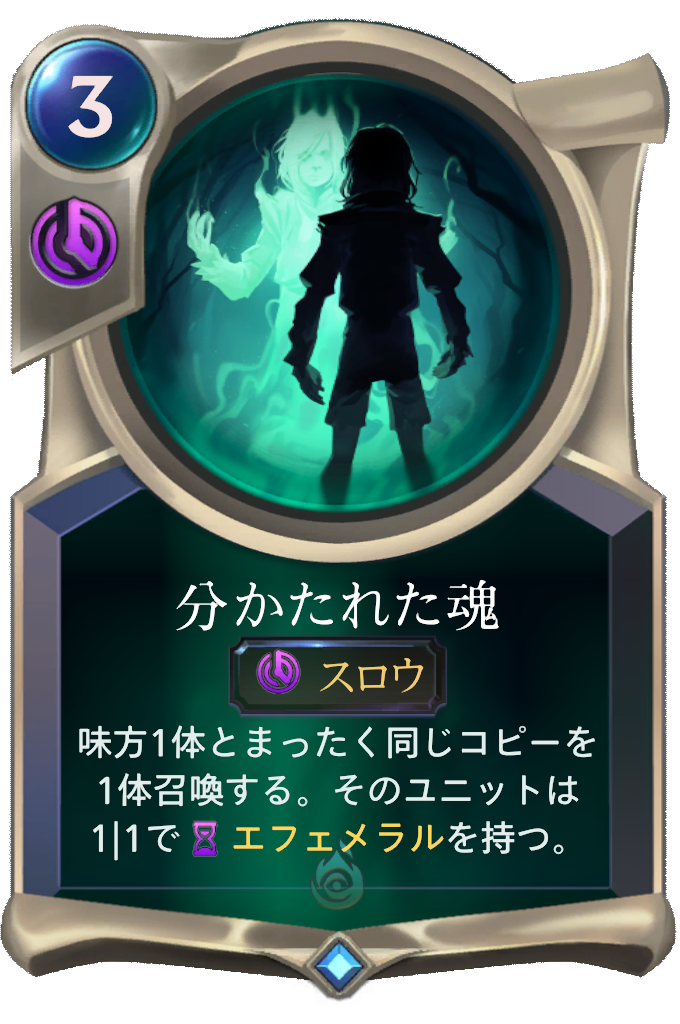 3
分かたれた魂
スロウ
味方1体とまったく同じコピーを
1体召喚する。そのユニットは
1|1で エフェメラルを持つ。